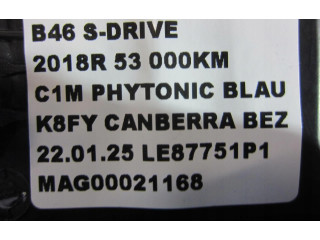 B46 S-DRIVE
2018R 53 000KM
C1M PHYTONIC BLAU
K8FY CANBERRA BEZ
22.01.25 LE87751P1
MAG00021168